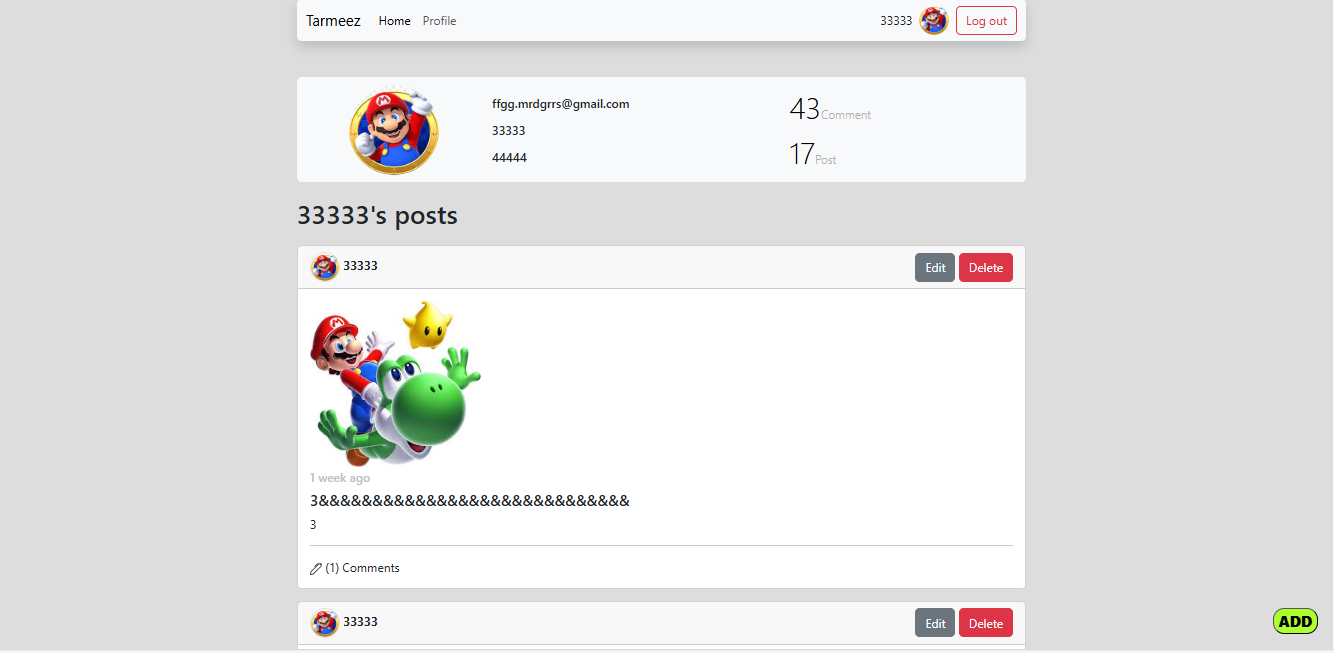 Tarmeez Home Profile 33333 Log out
ffgg.mrdgrrs@gmail.com
33333
44444
43 Comment
17 Post
33333's posts
33333 Edit Delete
1 week ago
3&&&&&&&&&&&&&&&&&&&&&&&&&&&&&
3
(1) Comments
33333 Edit Delete
ADD